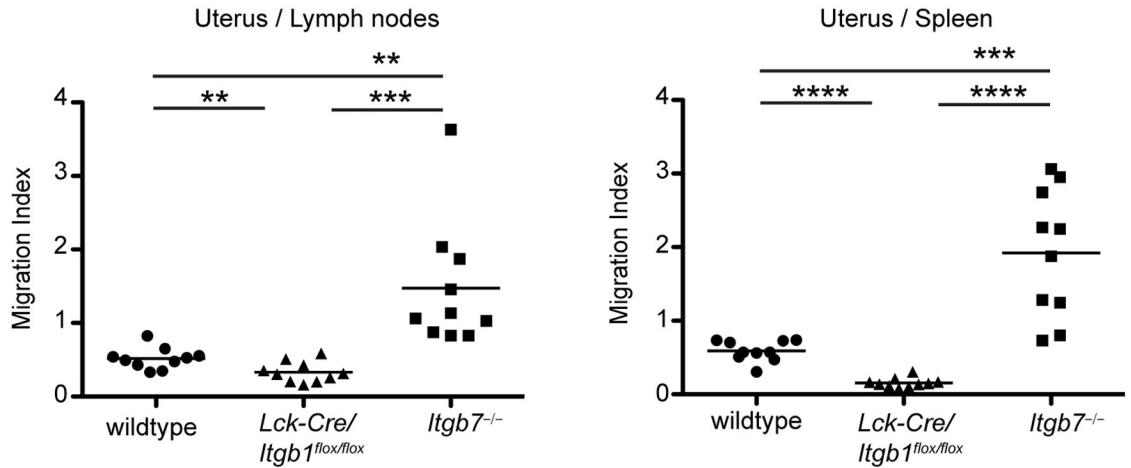 Uterus / Lymph nodes
**
**
***
4
3
2
1
0
Migration Index
wildtype
Lck-Cre/
Itgb1flox/flox
Itgb7–/–
Uterus / Spleen
***
****
****
4
3
2
1
0
Migration Index
wildtype
Lck-Cre/
Itgb1flox/flox
Itgb7–/–